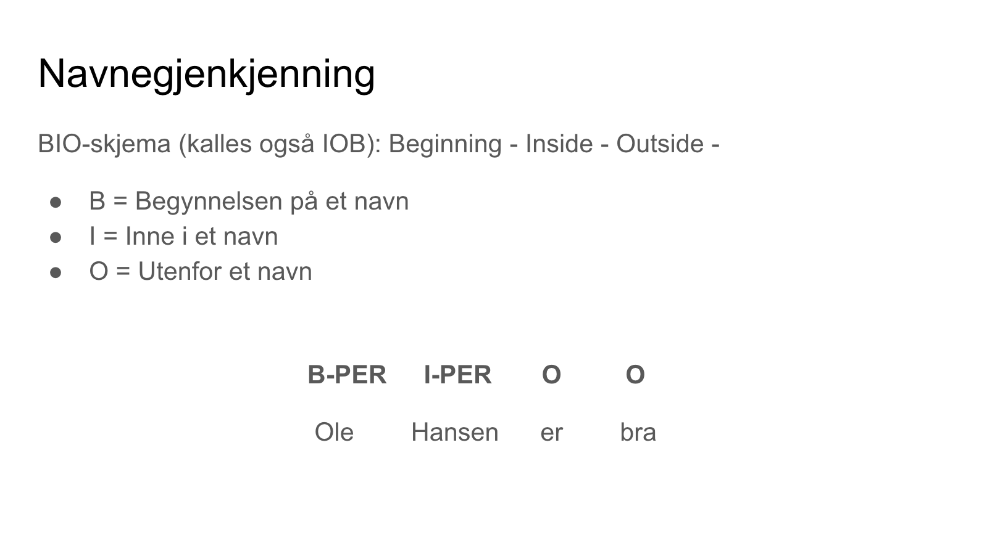 Navnegjenkjenning
BIO-skjema (kalles også IOB): Beginning - Inside - Outside -
● B = Begynnelsen på et navn
● I = Inne i et navn
● O = Utenfor et navn
B-PER I-PER O O
Ole Hansen er bra